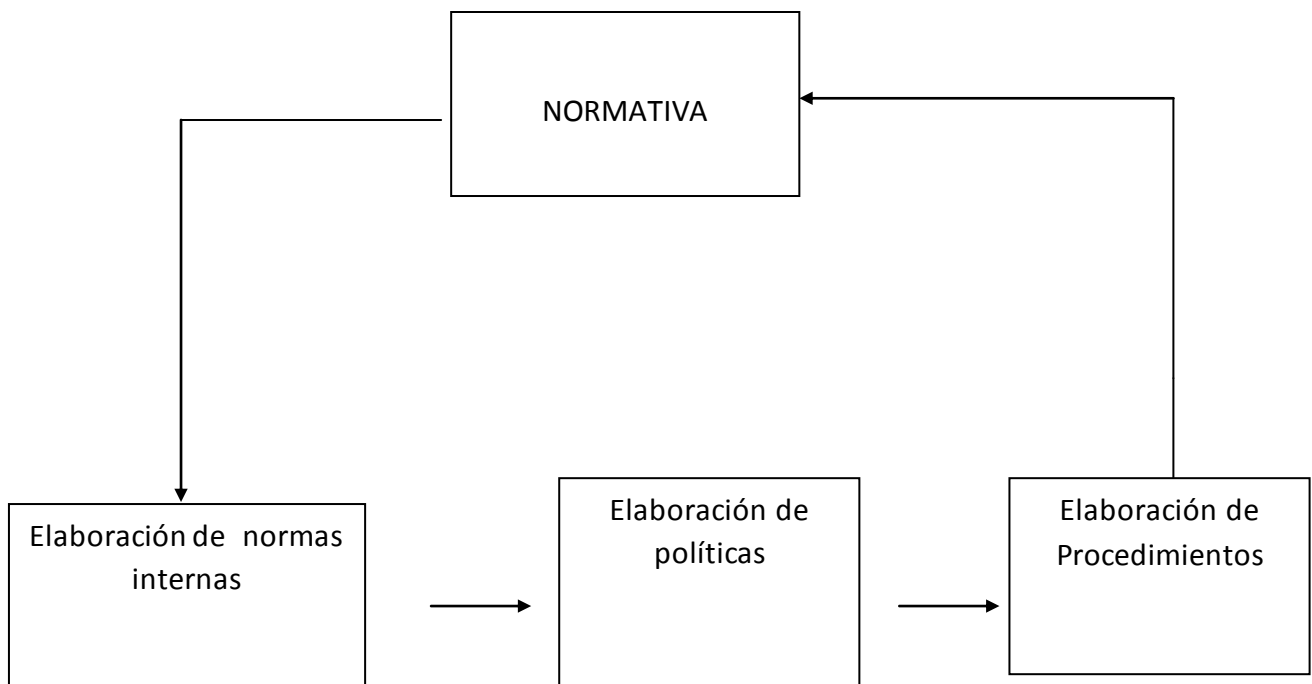 NORMATIVA
Elaboración de normas
internas
Elaboración de
políticas
Elaboración de
Procedimientos